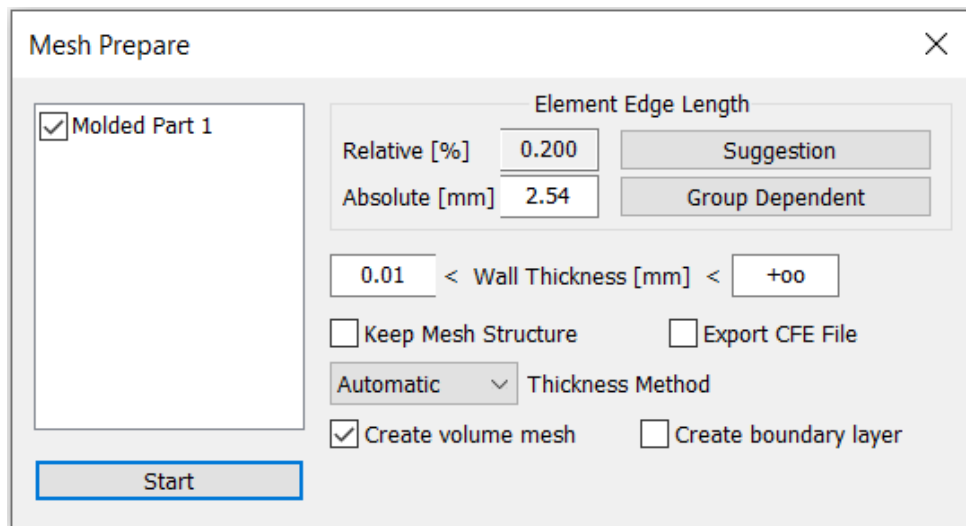 Mesh Prepare
Molded Part 1
Element Edge Length
Relative [%] 0.200 Suggestion
Absolute [mm] 2.54 Group Dependent
0.01 < Wall Thickness [mm] < +oo
Keep Mesh Structure Export CFE File
Automatic Thickness Method
Create volume mesh Create boundary layer
Start